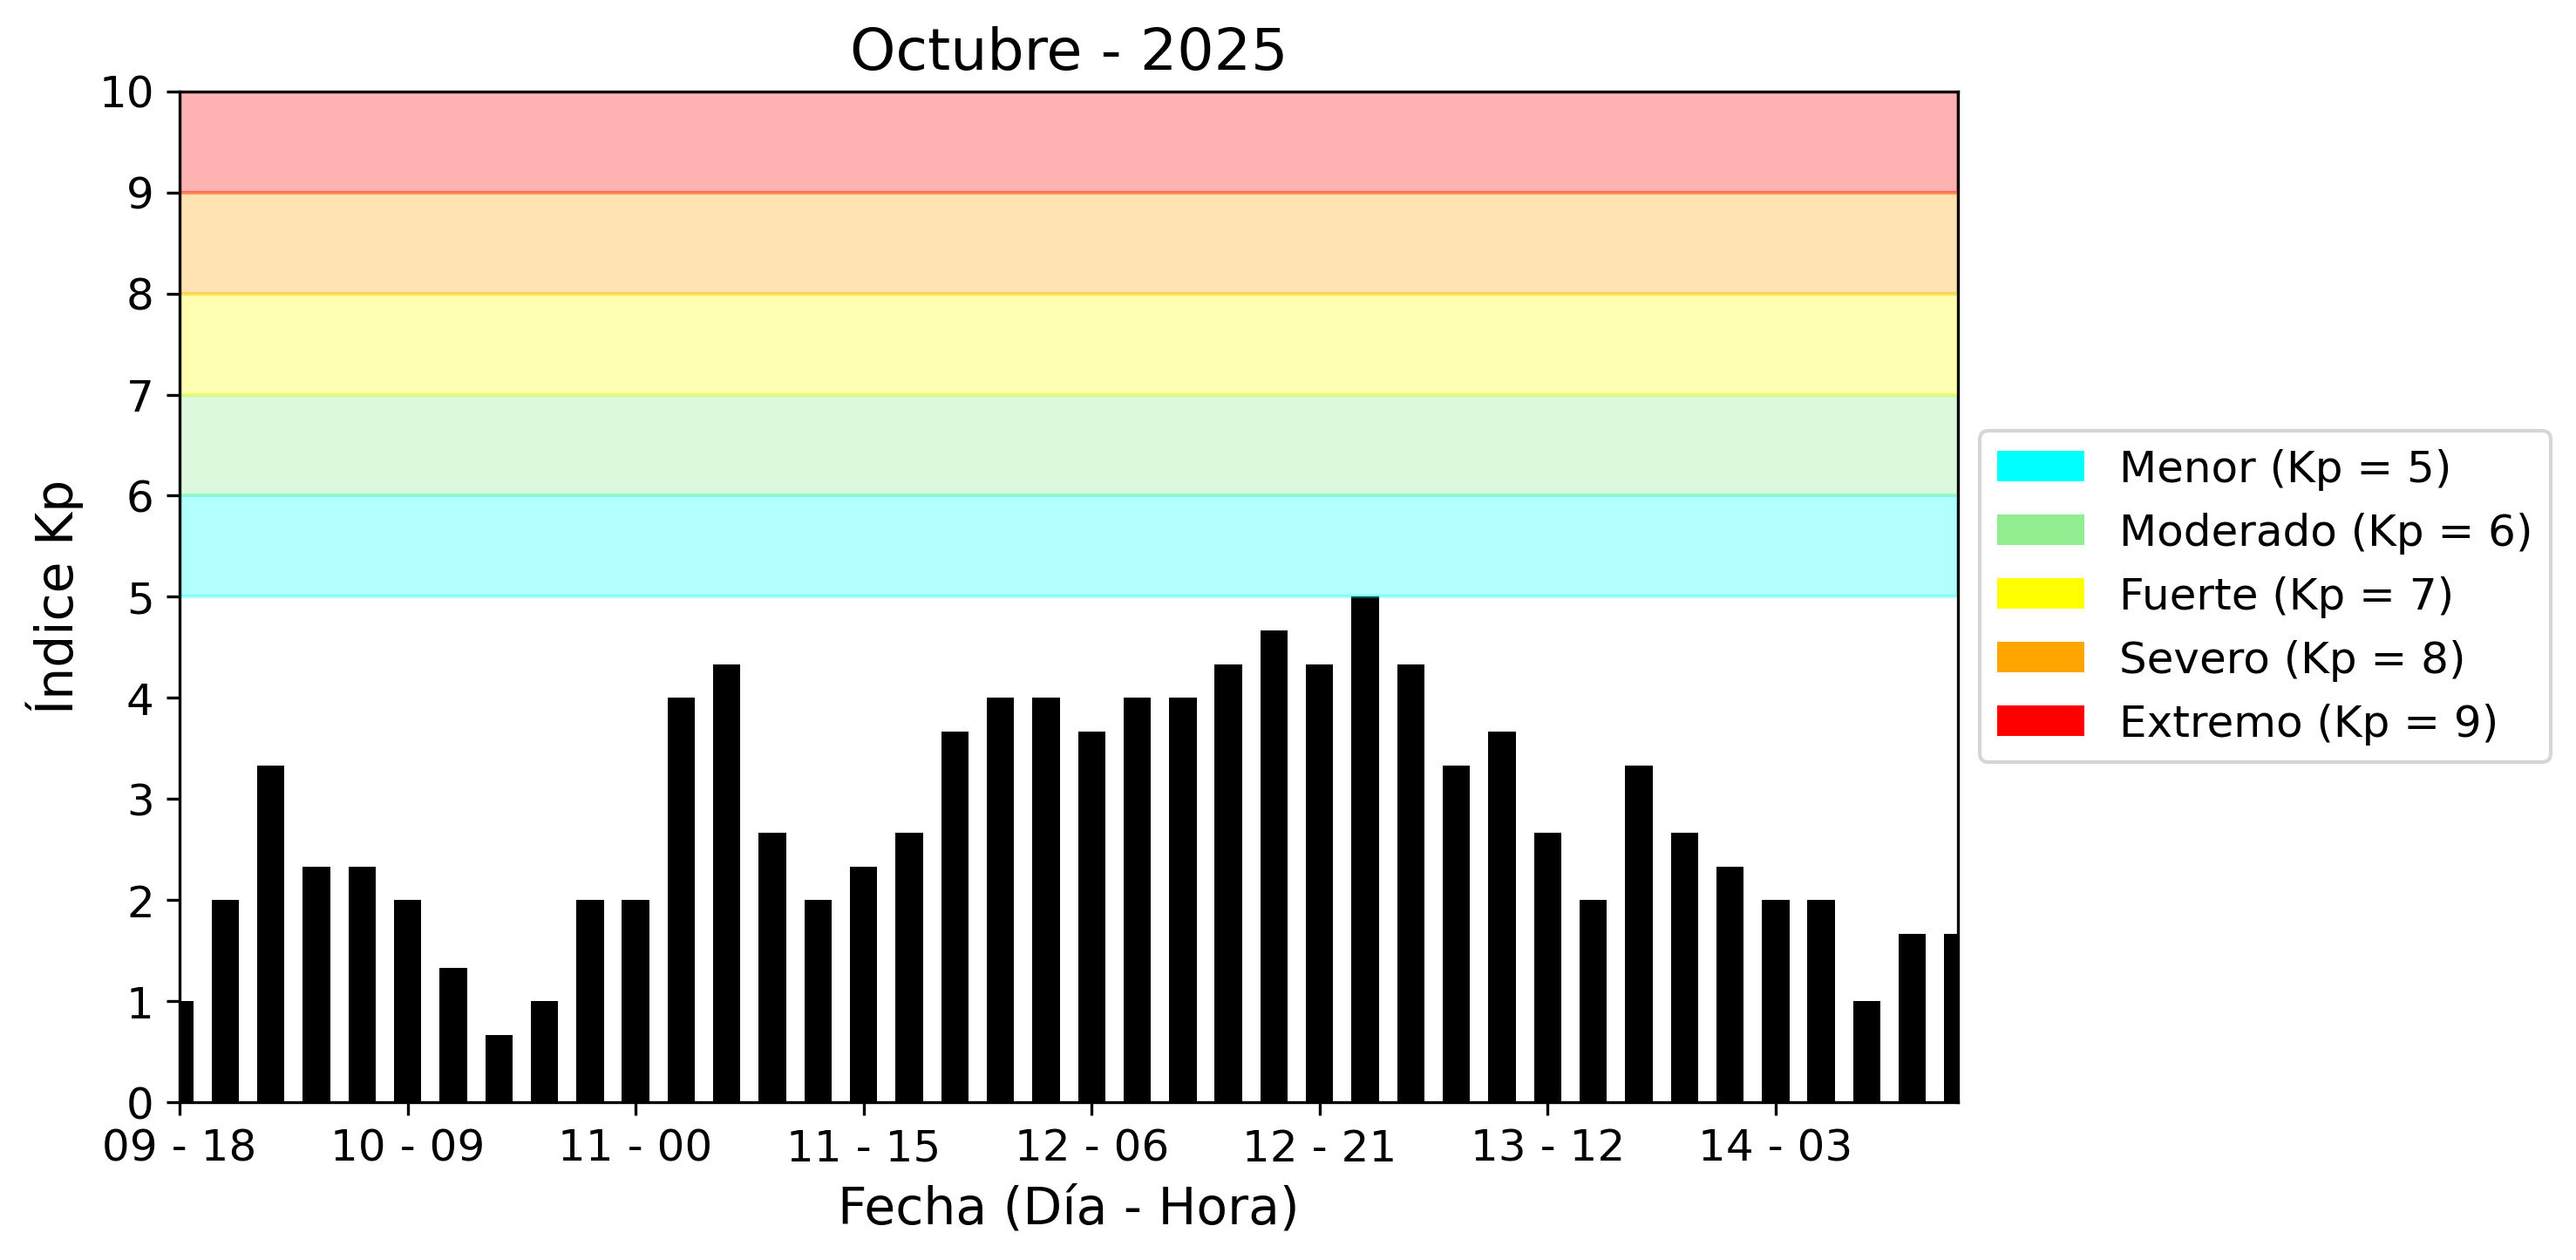 Octubre - 2025
10
9
8
7
6
5
4
3
2
1
0
Índice Kp
09 - 18
10 - 09
11 - 00
11 - 15
12 - 06
12 - 21
13 - 12
14 - 03
Fecha (Día - Hora)
Menor (Kp = 5)
Moderado (Kp = 6)
Fuerte (Kp = 7)
Severo (Kp = 8)
Extremo (Kp = 9)